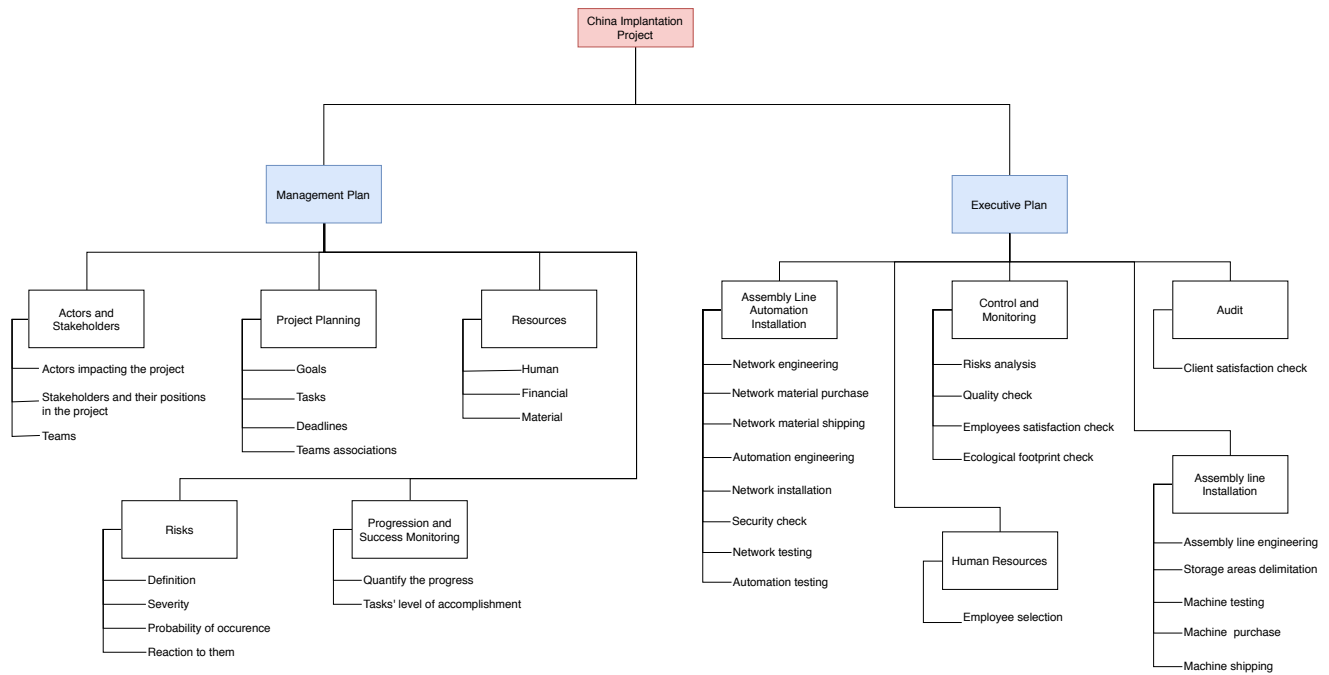 China Implantation
Project
Management Plan
Executive Plan
Actors and
Stakeholders
Actors impacting the project
Stakeholders and their positions
in the project
Teams
Project Planning
Goals
Tasks
Deadlines
Teams associations
Resources
Human
Financial
Material
Risks
Definition
Severity
Probability of occurence
Reaction to them
Progression and
Success Monitoring
Quantify the progress
Tasks' level of accomplishment
Assembly Line
Automation
Installation
Network engineering
Network material purchase
Network material shipping
Automation engineering
Network installation
Security check
Network testing
Automation testing
Control and
Monitoring
Risks analysis
Quality check
Employees satisfaction check
Ecological footprint check
Human Resources
Employee selection
Audit
Client satisfaction check
Assembly line
Installation
Assembly line engineering
Storage areas delimitation
Machine testing
Machine purchase
Machine shipping